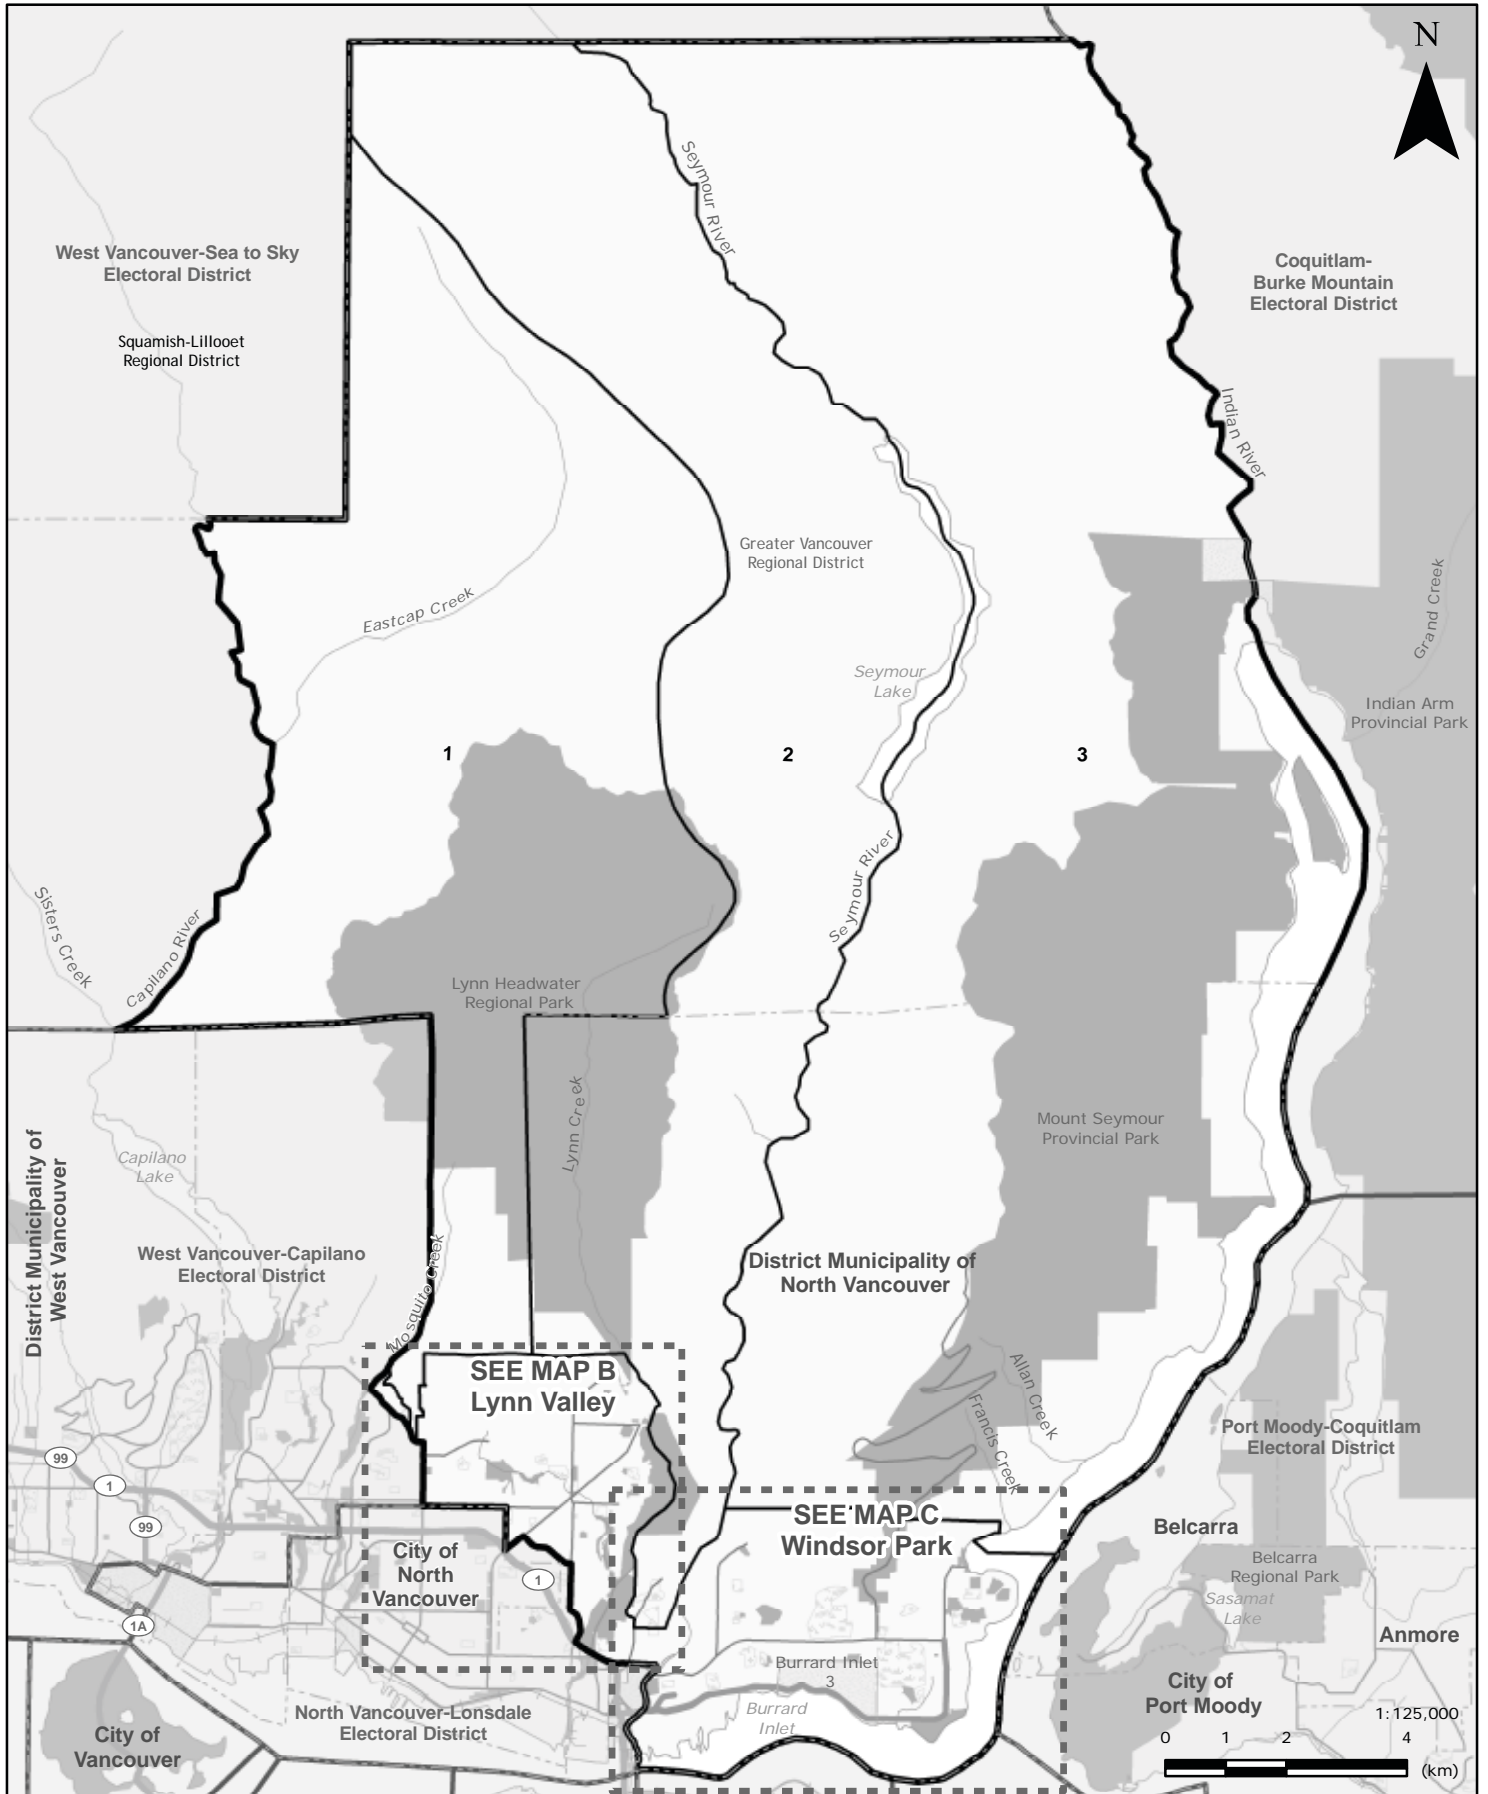 N
Seymour River
West Vancouver-Sea to Sky
Electoral District
Coquitlam-
Burke Mountain
Electoral District
Squamish-Lillooet
Regional District
Indian River
Greater Vancouver
Regional District
Eastcap Creek
Grand Creek
Seymour
Lake
Indian Arm
Provincial Park
1
2
3
Seymour River
Sisters Creek
Capilano River
Lynn Headwater
Regional Park
Lynn Creek
Mount Seymour
Provincial Park
District Municipality of
West Vancouver
Capilano
Lake
West Vancouver-Capilano
Electoral District
Mosquito Creek
District Municipality of
North Vancouver
SEE MAP B
Lynn Valley
Allan Creek
Francis Creek
Port Moody-Coquitlam
Electoral District
99
1
99
SEE MAP C
Windsor Park
Belcarra
City of
North
Vancouver
1
Belcarra
Regional Park
Sasamat
Lake
1A
Anmore
Burrard Inlet
3
City of
Port Moody
North Vancouver-Lonsdale
Electoral District
Burrard
Inlet
City of
Vancouver
1:125,000
0 1 2 4
(km)